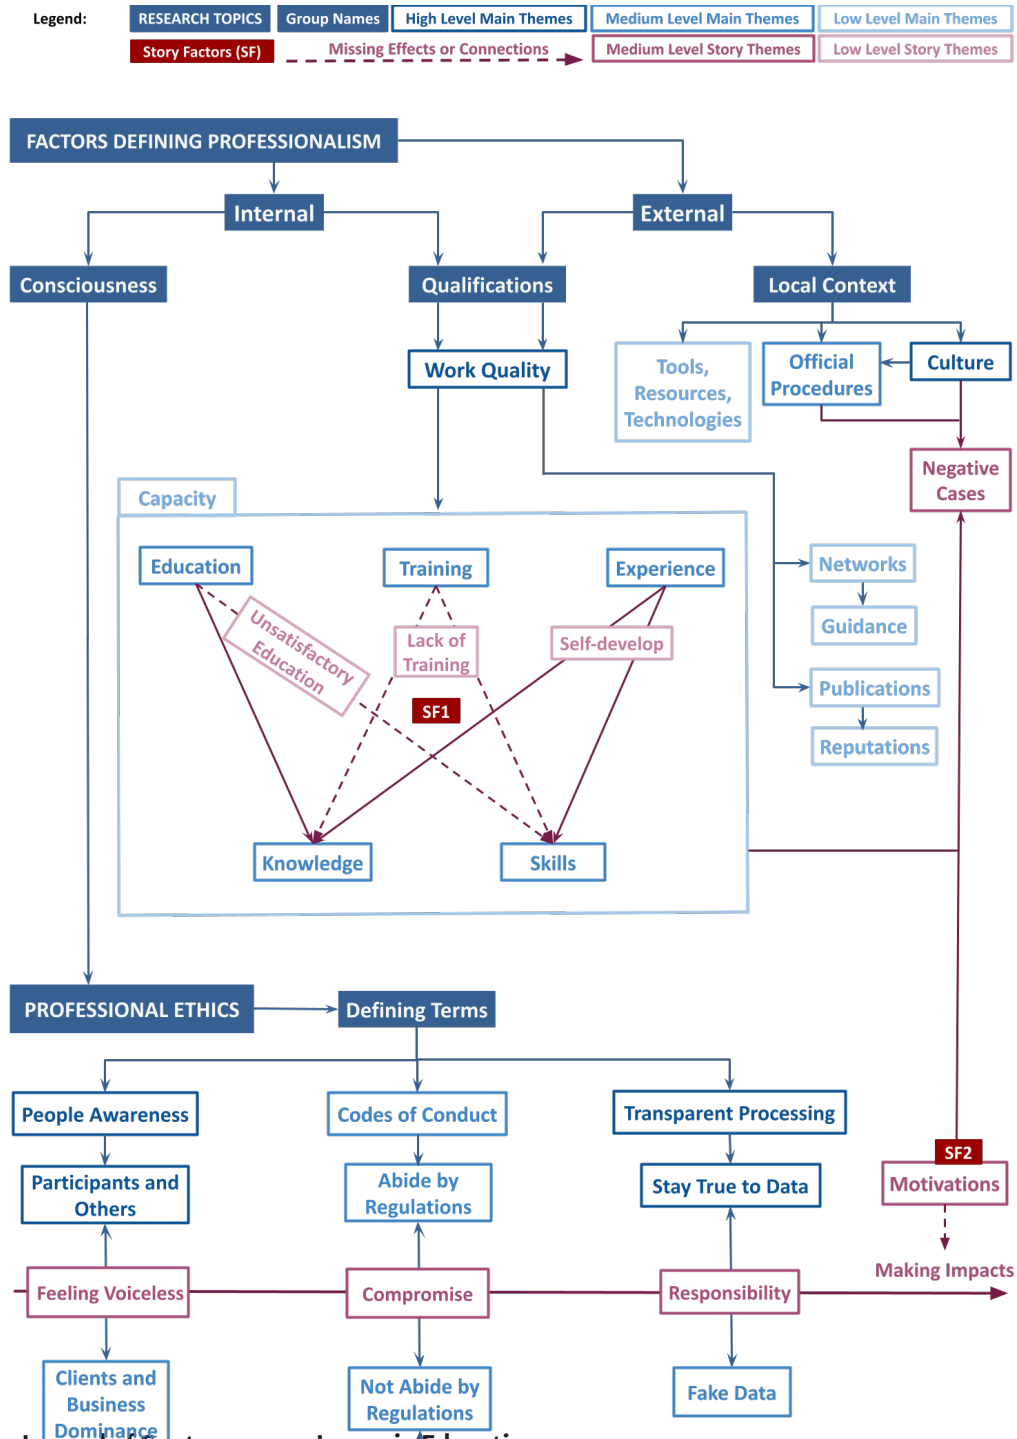 Legend:
RESEARCH TOPICS
Group Names
High Level Main Themes
Medium Level Main Themes
Low Level Main Themes
Story Factors (SF)
Missing Effects or Connections
Medium Level Story Themes
Low Level Story Themes
FACTORS DEFINING PROFESSIONALISM
Internal
External
Consciousness
Qualifications
Local Context
Work Quality
Tools,
Resources,
Technologies
Official
Procedures
Culture
Negative
Cases
Capacity
Education
Training
Experience
Networks
Guidance
Unsatisfactory
Education
Lack of
Training
Self-develop
SF1
Publications
Reputations
Knowledge
Skills
PROFESSIONAL ETHICS
Defining Terms
People Awareness
Codes of Conduct
Transparent Processing
Participants and
Others
Abide by
Regulations
Stay True to Data
SF2
Motivations
Making Impacts
Feeling Voiceless
Compromise
Responsibility
Clients and
Business
Dominance
Not Abide by
Regulations
Fake Data